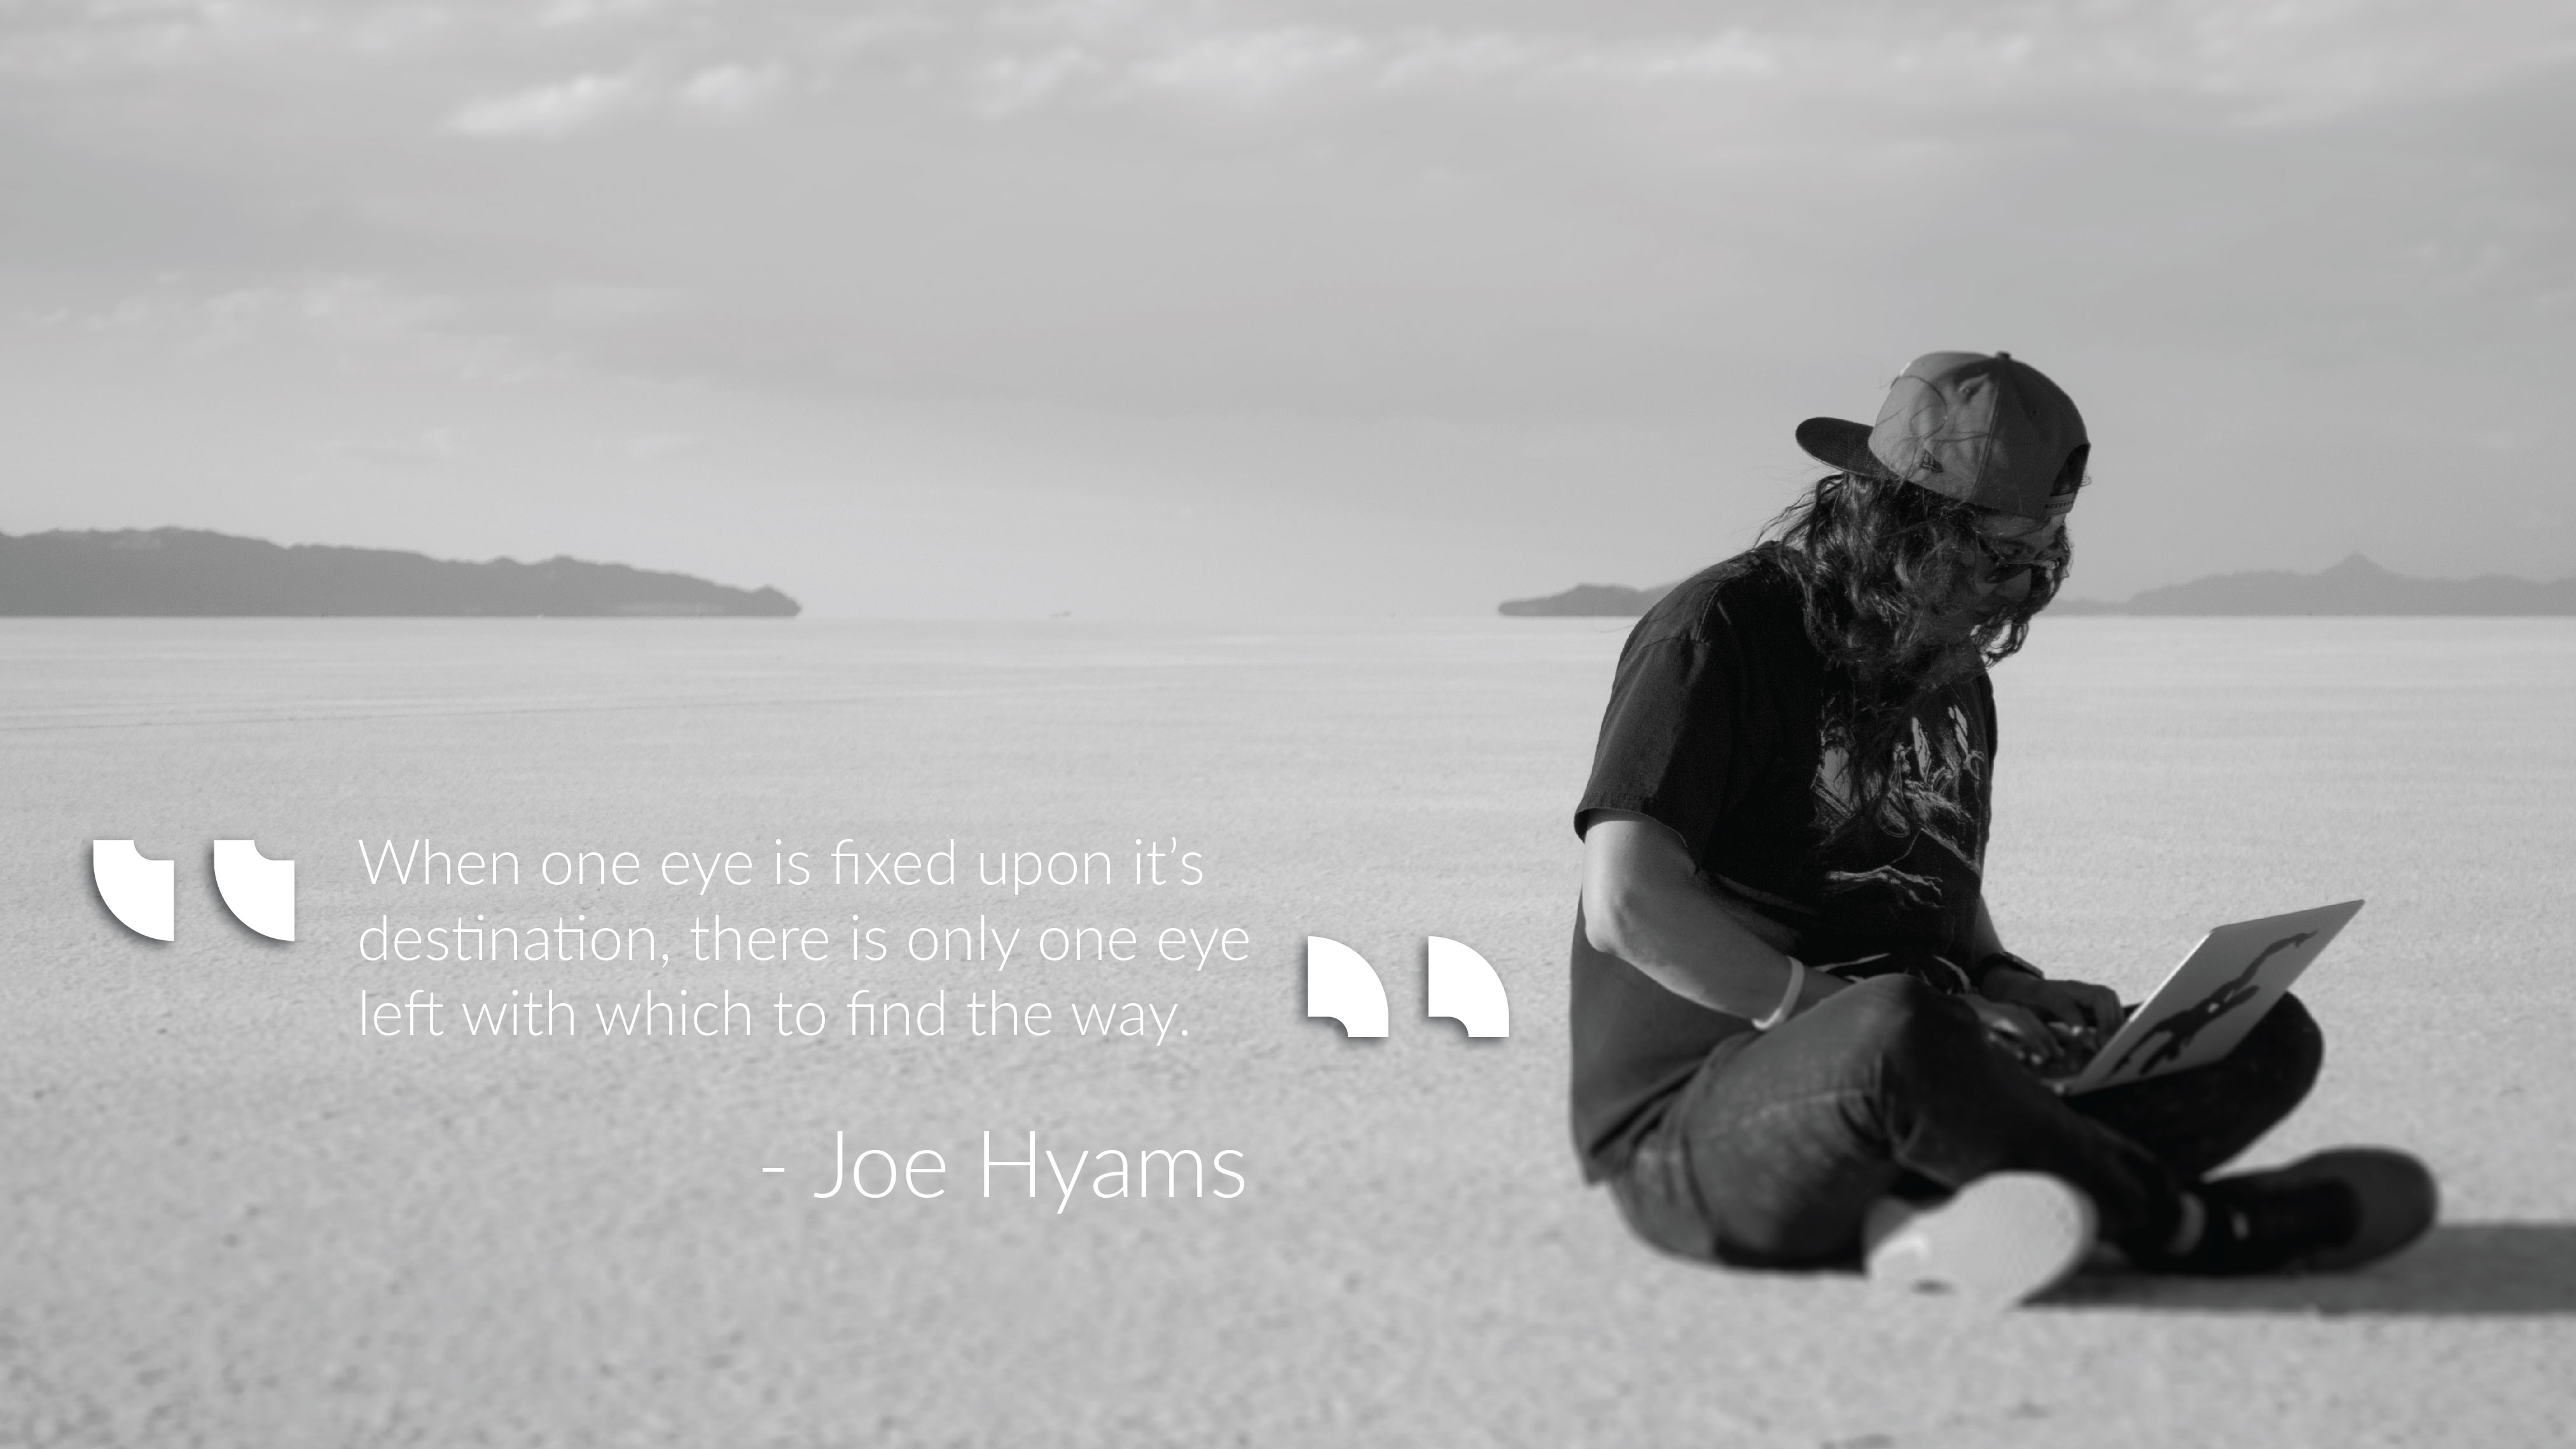 When one eye is fixed upon it’s
destination, there is only one eye
left with which to find the way.
- Joe Hyams